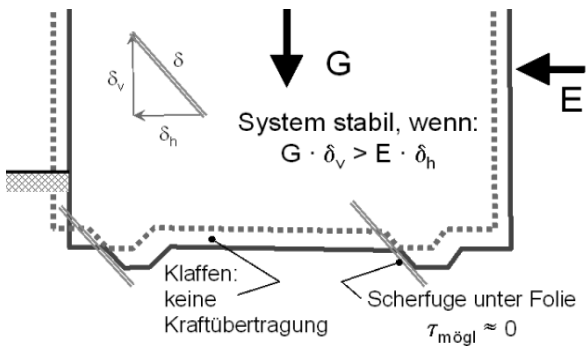 δ
δv
δh
G
E
System stabil, wenn:
G · δv > E · δh
Klaffen:
keine
Kraftübertragung
Scherfuge unter Folie
τmögl ≈ 0